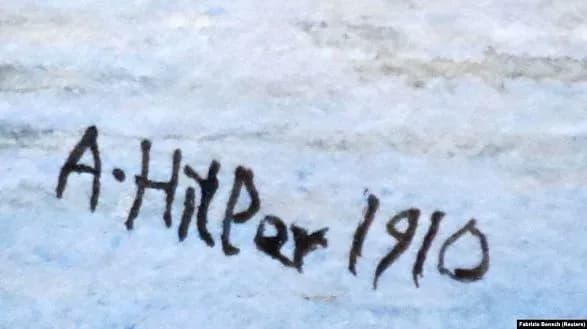 A. Hitler 1910
Fabrizio Bensch (Reuters)